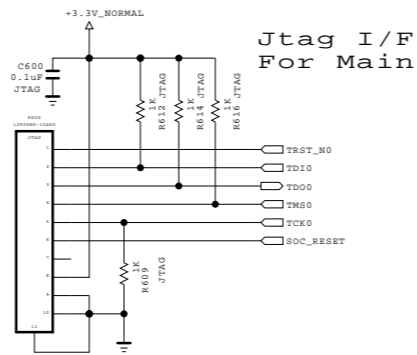 +3.3V_NORMAL
Jtag I/F
For Main
C600
0.1uF
JTAG
1K
R612 JTAG
1K
R614 JTAG
1K
R616 JTAG
JTAG
1 TRST_N0
2 TDI0
3 TDO0
4 TMS0
5 TCK0
6 SOC_RESET
7
8
9
10
11
1K
R609
JTAG